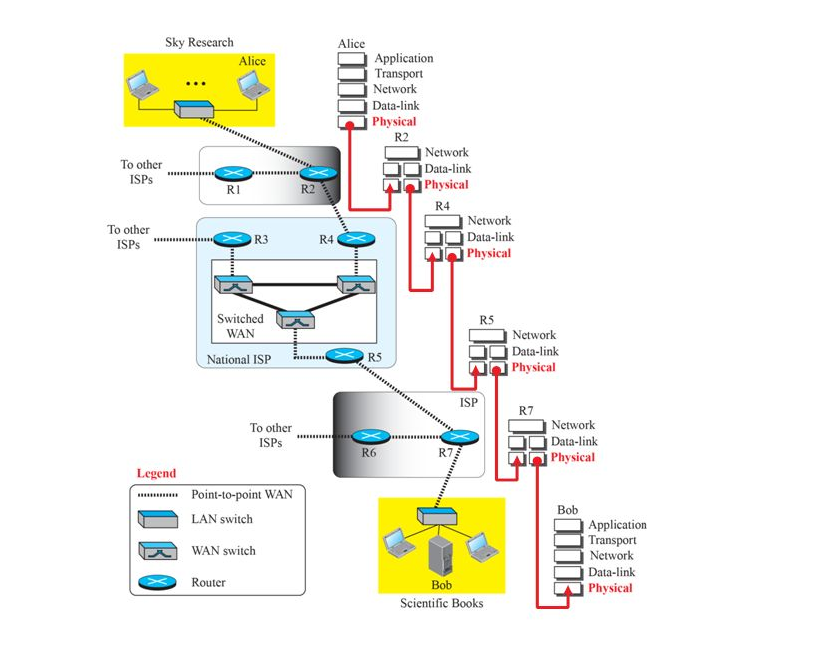 Sky Research
Alice
...
Alice
Application
Transport
Network
Data-link
Physical
R2
Network
Data-link
Physical
To other
ISPs
R1
R2
R4
Network
Data-link
Physical
To other
ISPs
R3
R4
Switched
WAN
National ISP
R5
R5
Network
Data-link
Physical
ISP
To other
ISPs
R6
R7
R7
Network
Data-link
Physical
Legend
Point-to-point WAN
LAN switch
WAN switch
Router
Bob
Scientific Books
Bob
Application
Transport
Network
Data-link
Physical